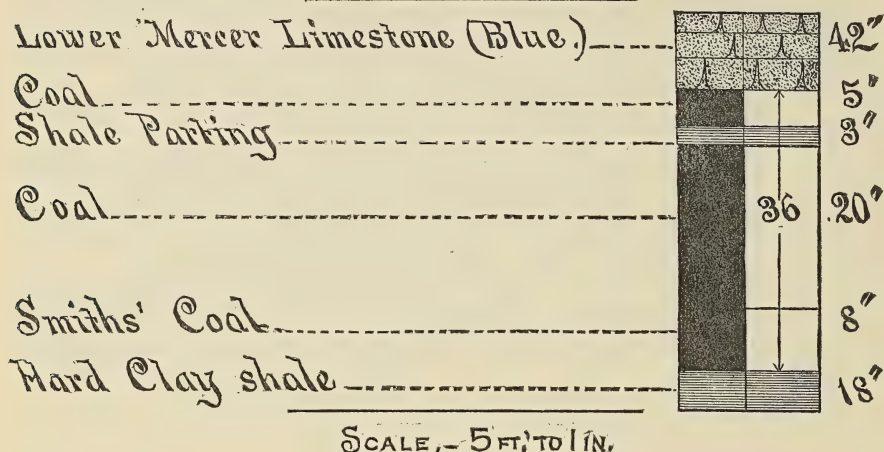 Lower Mercer Limestone (Blue.) 42"
Coal 5"
Shale Parting 3"
Coal 36 20"
Smiths' Coal 8"
Hard Clay shale 18"
SCALE,- 5 FT. TO 1 IN.